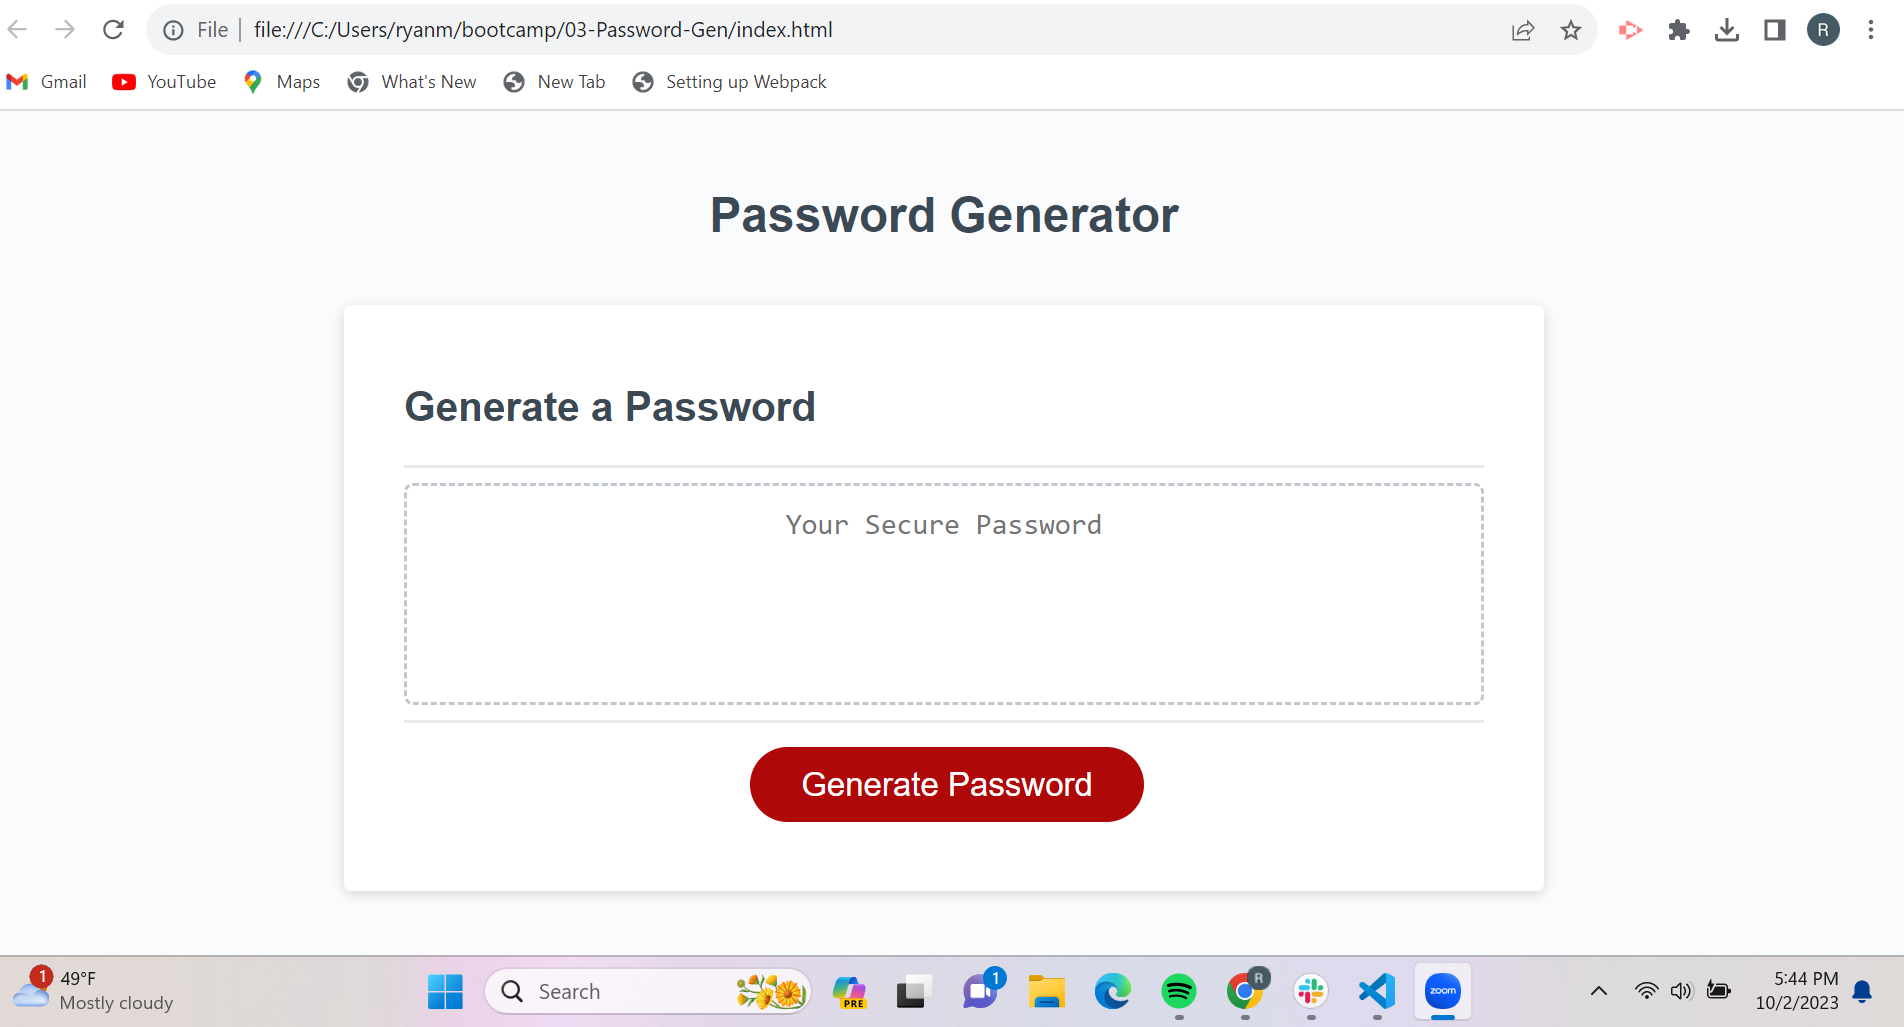 File | file:///C:/Users/ryanm/bootcamp/03-Password-Gen/index.html
R
Gmail YouTube Maps What's New New Tab Setting up Webpack
Password Generator
Generate a Password
Your Secure Password
Generate Password
1 49°F
Mostly cloudy
Search
PRE
1
R
zoom
5:44 PM
10/2/2023